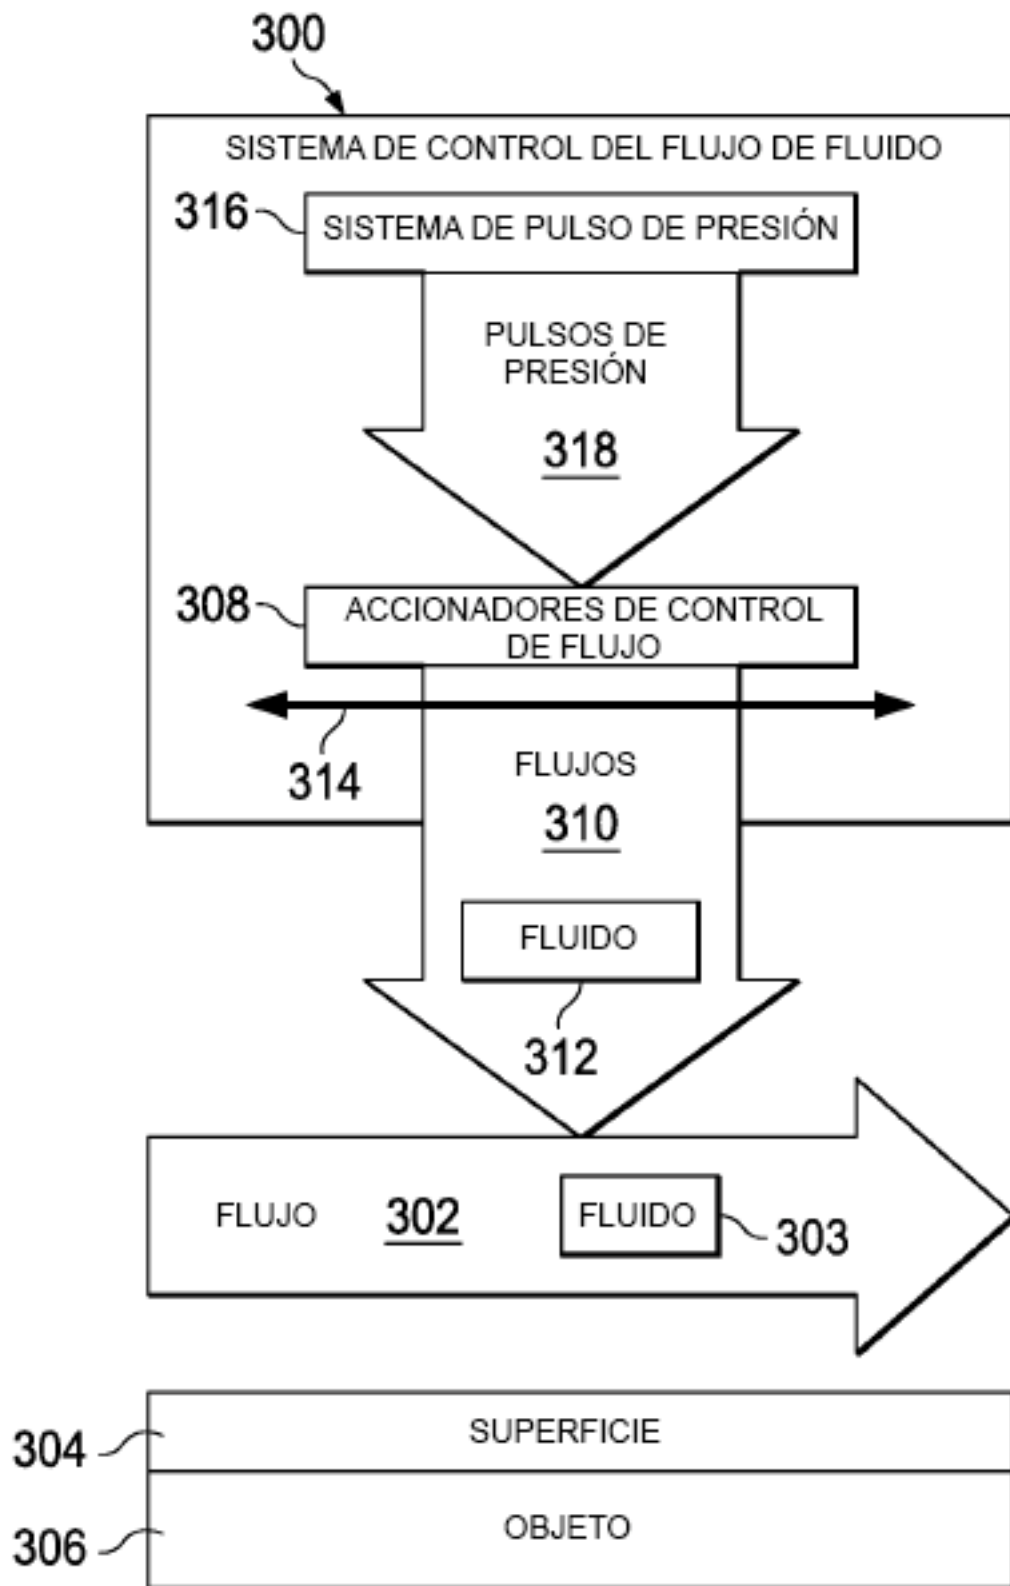 300
SISTEMA DE CONTROL DEL FLUJO DE FLUIDO
316
SISTEMA DE PULSO DE PRESIÓN
PULSOS DE
PRESIÓN
318
308
ACCIONADORES DE CONTROL
DE FLUJO
314
FLUJOS
310
FLUIDO
312
FLUJO
302
FLUIDO
303
304
SUPERFICIE
306
OBJETO